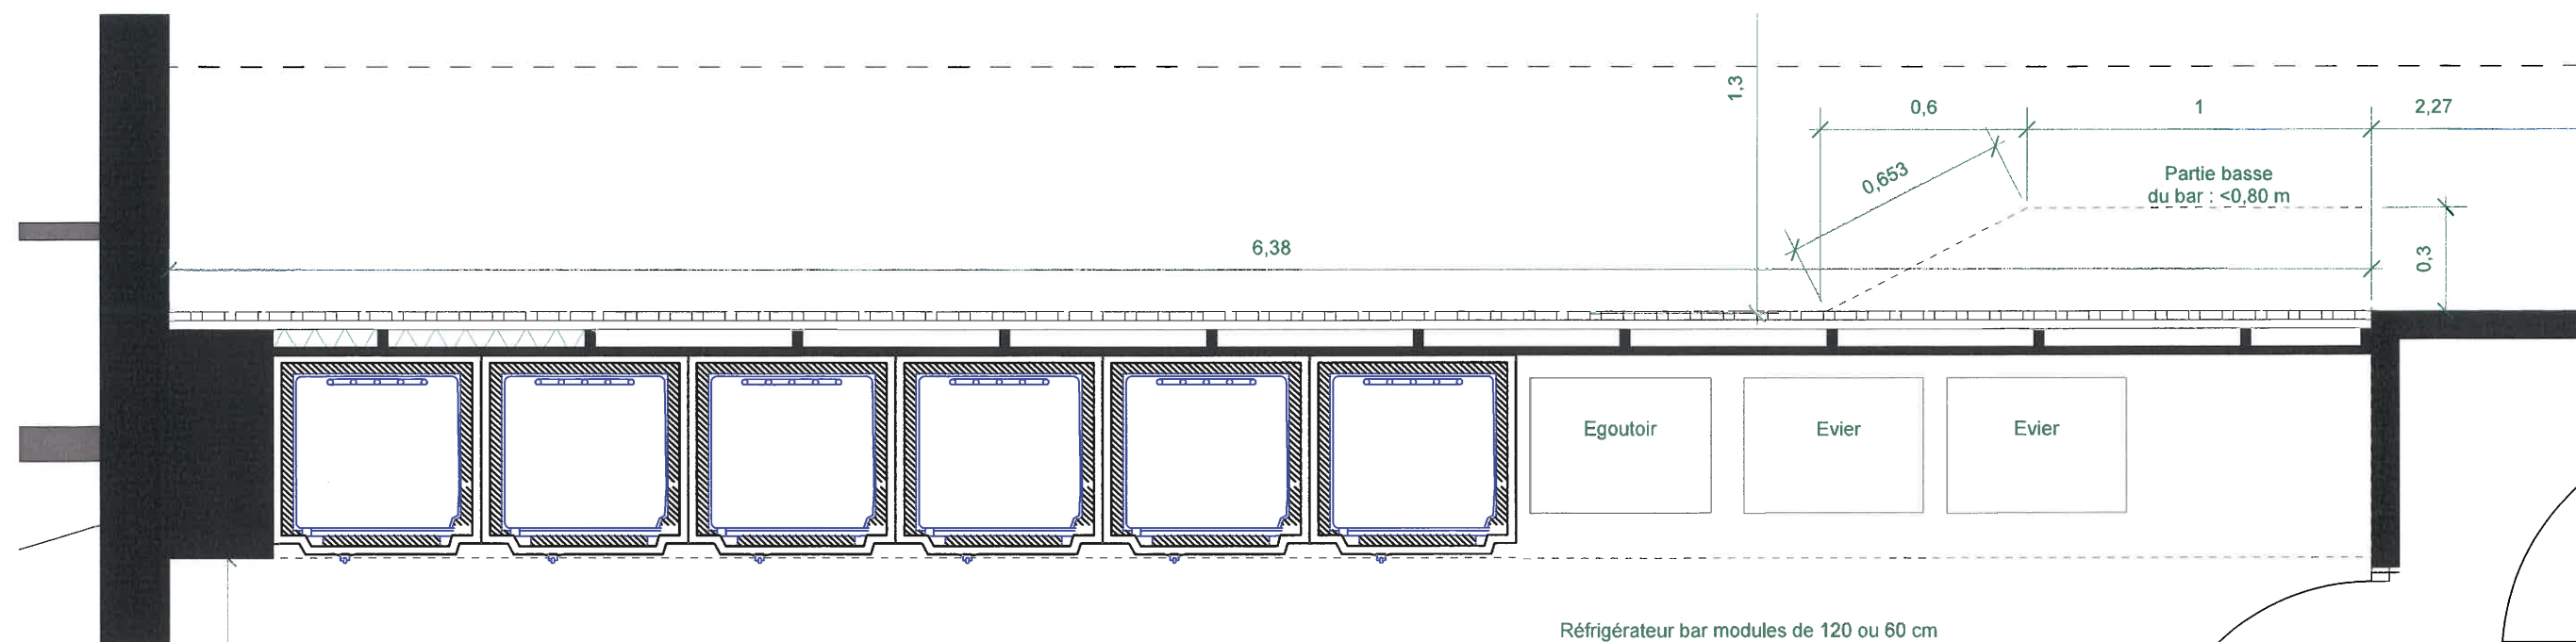 1,3
0,6
1
2,27
0,653
Partie basse
du bar : <0,80 m
6,38
0,3
Egoutoir
Evier
Evier
Réfrigérateur bar modules de 120 ou 60 cm